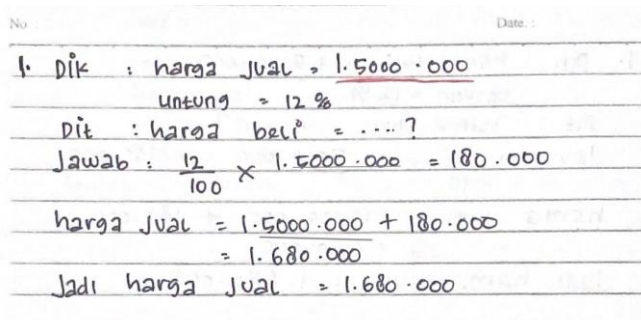 No. Date. :
1. Dik : harga jual = 1.5000.000
untung = 12 %
Dit : harga beli = ....?
Jawab : 12/100 × 1.5000.000 = 180.000
harga jual = 1.5000.000 + 180.000
= 1.680.000
Jadi harga jual = 1.680.000